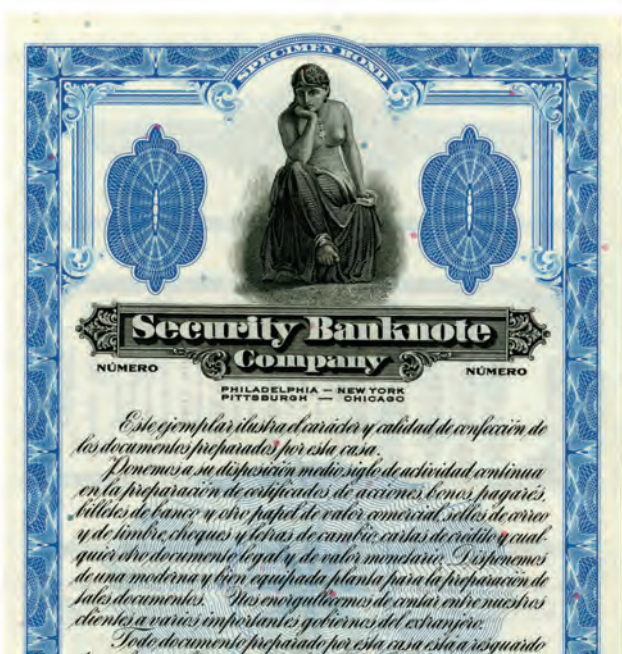 SPECIMEN BOND
Security Banknote
Company
NÚMERO
NÚMERO
PHILADELPHIA — NEW YORK
PITTSBURGH — CHICAGO
Este ejemplar ilustra el carácter y calidad de confección de
los documentos preparados por esta casa.
Ponemos a su disposición medio siglo de actividad continua
en la preparación de certificados de acciones, bonos, pagarés,
billetes de banco y otro papel de valor comercial, sellos de correo
y de timbre, cheques y letras de cambio, cartas de crédito y cual-
quier otro documento legal y de valor monetario. Disponemos
de una moderna y bien equipada planta para la preparación de
tales documentos. Nos enorgullecemos de contar entre nuestros
clientes a varios importantes gobiernos del extranjero.
Todo documento preparado por esta casa está a resguardo